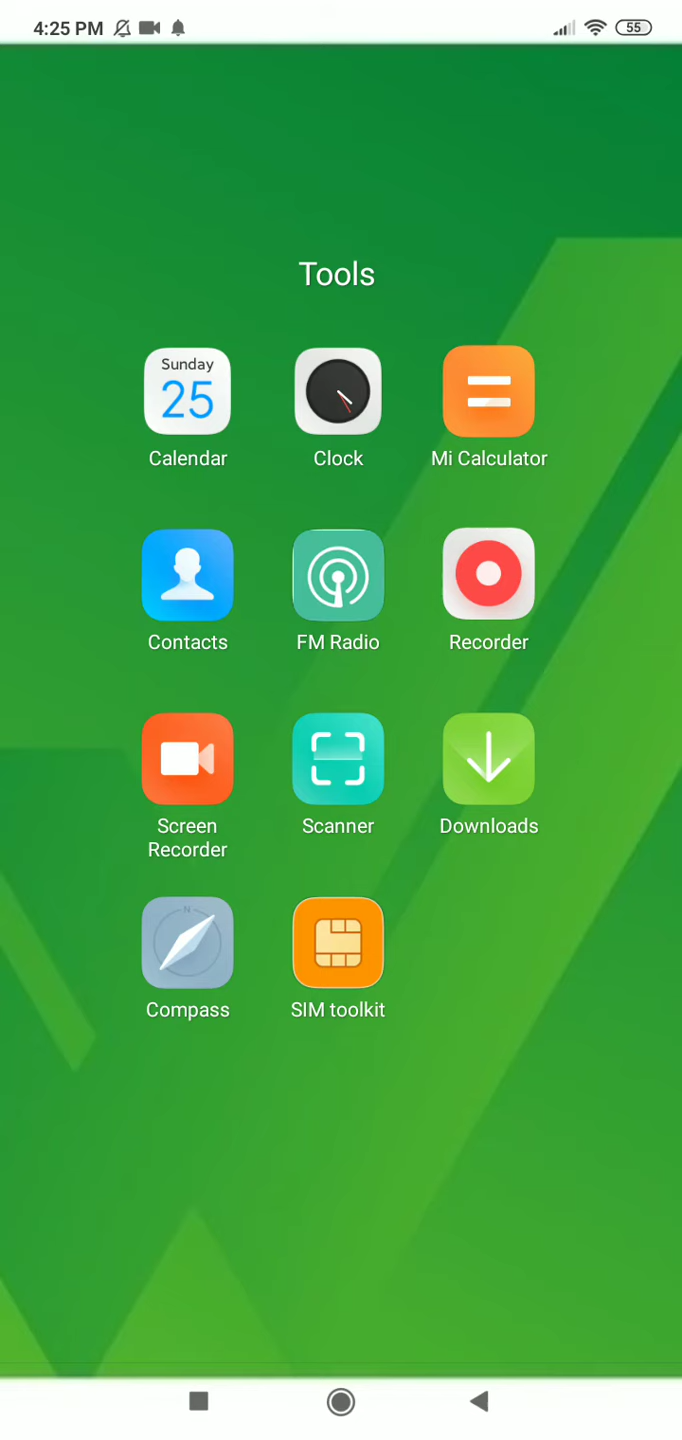 4:25 PM
55
Tools
Sunday
25
Calendar
Clock
Mi Calculator
Contacts
FM Radio
Recorder
Screen
Recorder
Scanner
Downloads
N
Compass
SIM toolkit